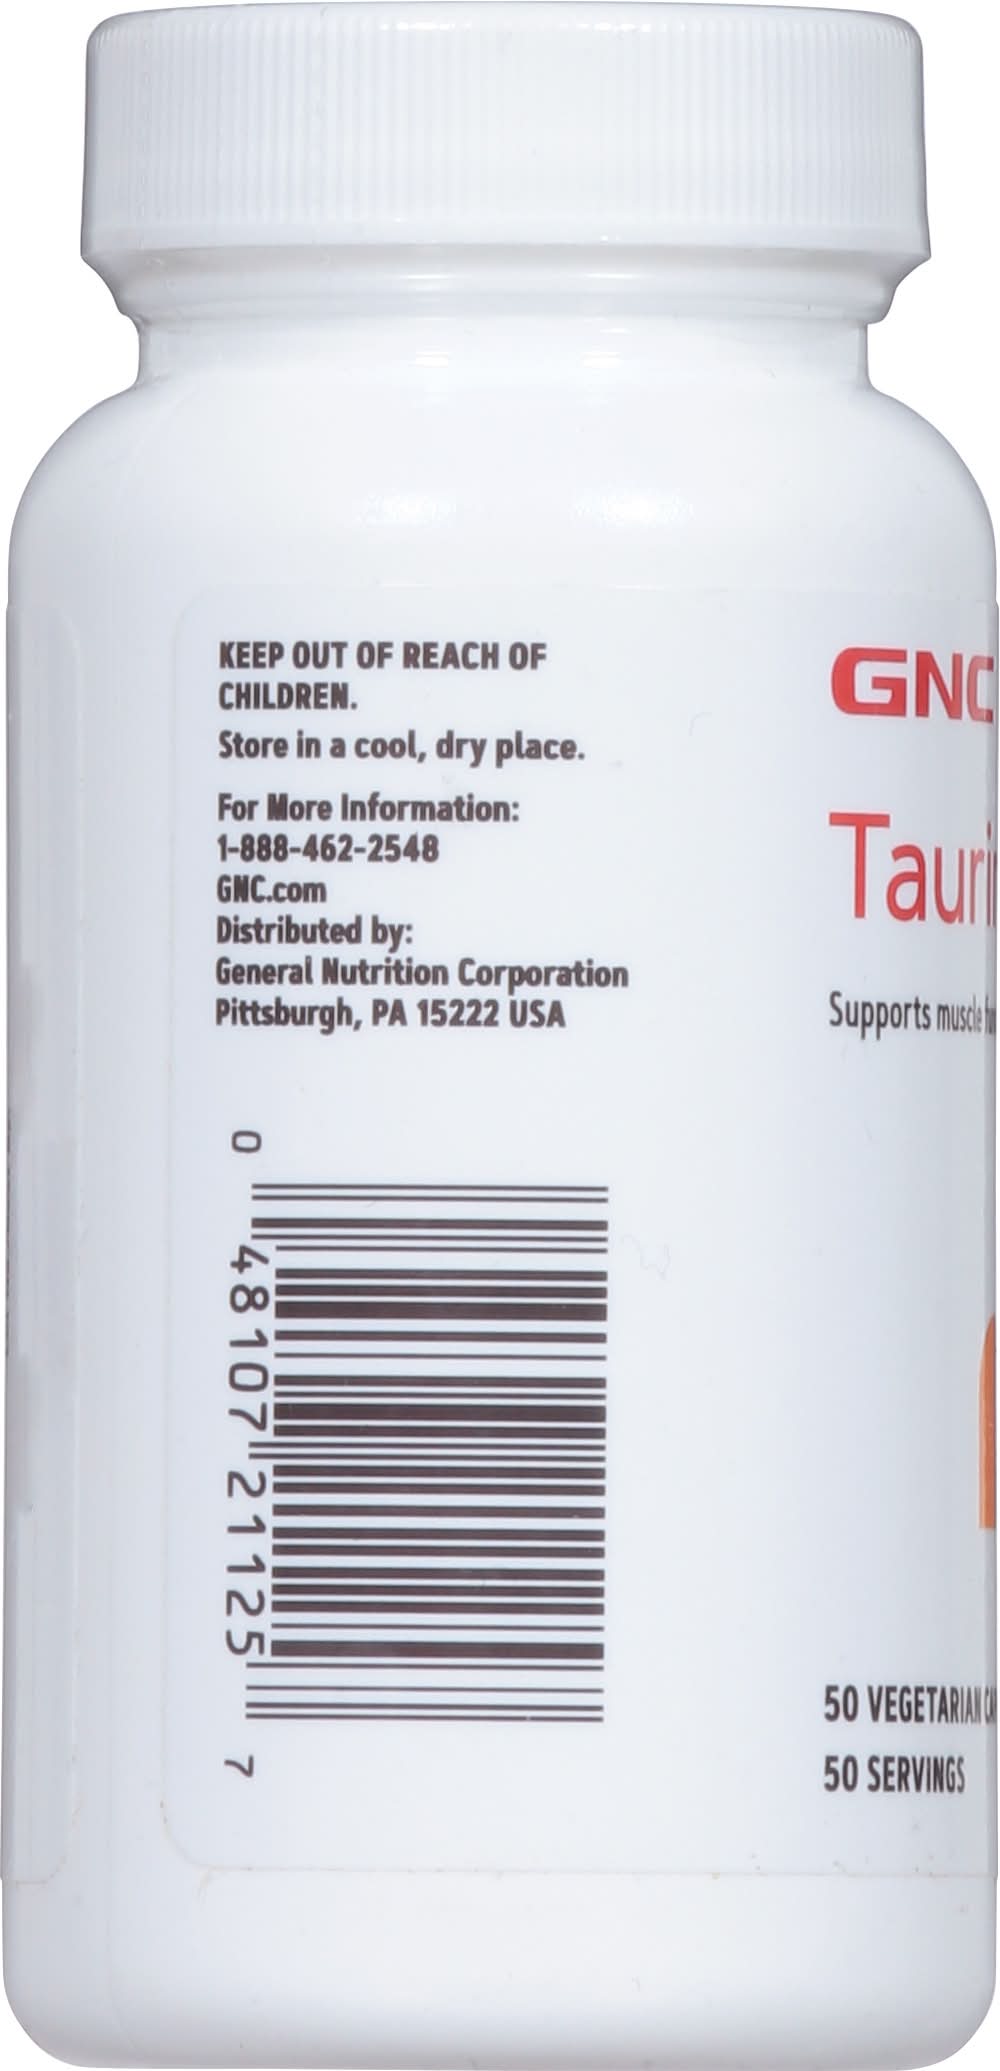 KEEP OUT OF REACH OF
CHILDREN.
Store in a cool, dry place.
For More Information:
1-888-462-2548
GNC.com
Distributed by:
General Nutrition Corporation
Pittsburgh, PA 15222 USA
0 48107 21125 7
GNC
Taurin
Supports muscle
50 VEGETARIAN
50 SERVINGS